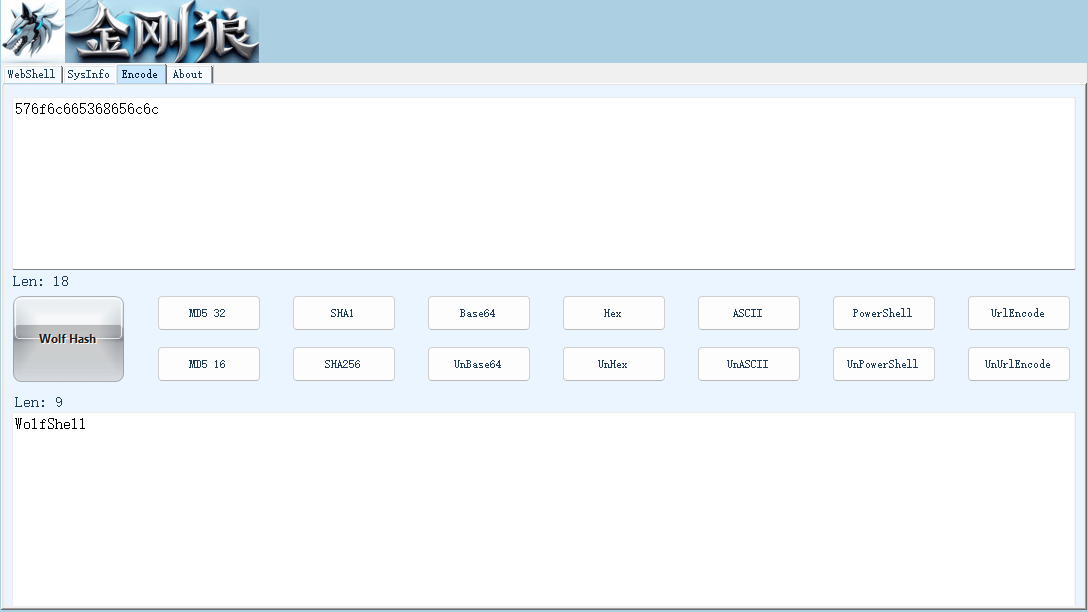 金刚狼
WebShell SysInfo Encode About
576f6c665368656c6c
Len: 18
Wolf Hash
MD5 32 SHA1 Base64 Hex ASCII PowerShell UrlEncode
MD5 16 SHA256 UnBase64 UnHex UnASCII UnPowerShell UnUrlEncode
Len: 9
WolfShell